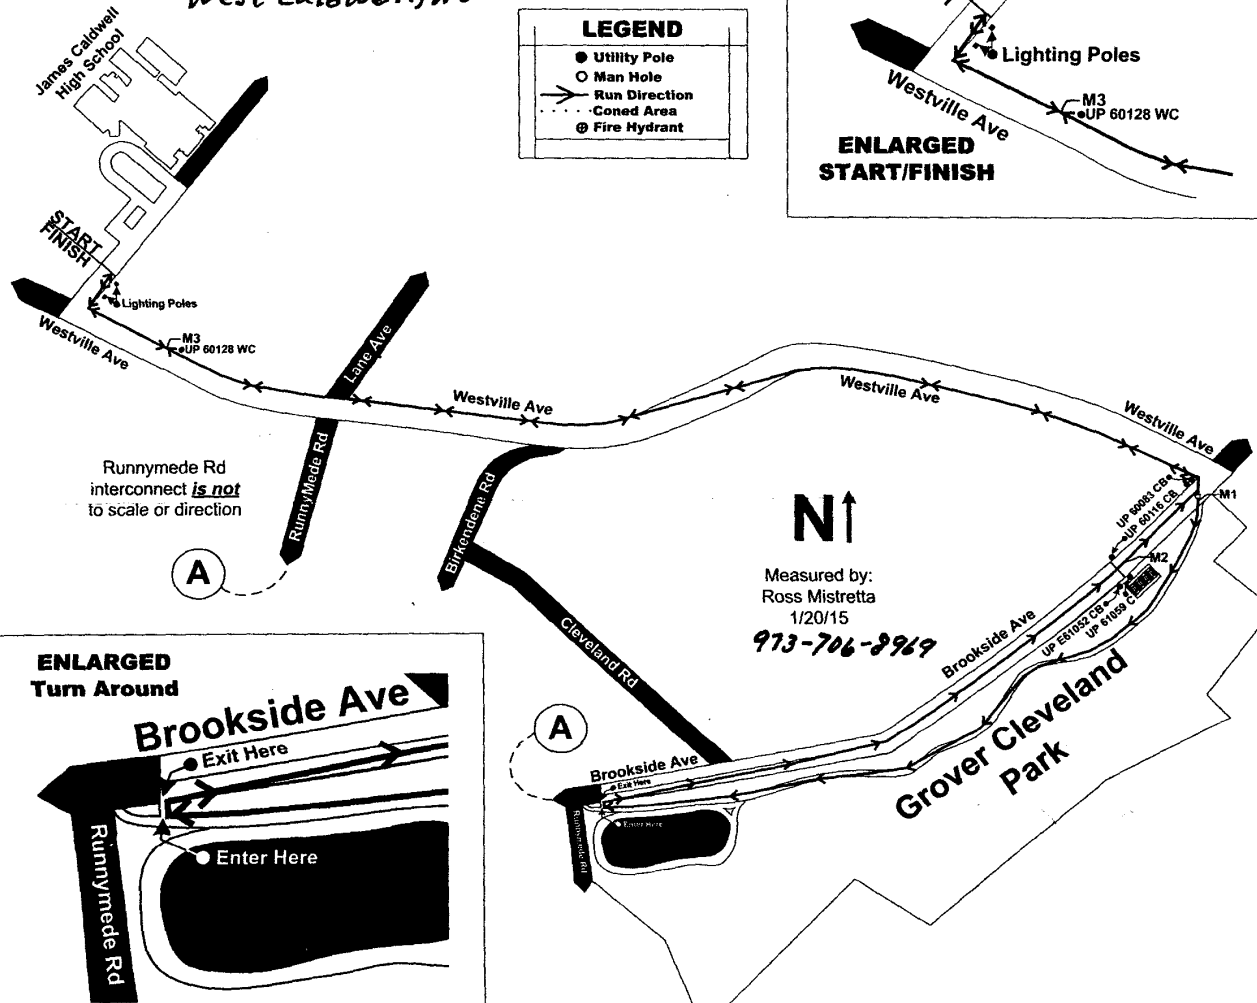 West Caldwell, NJ
James Caldwell
High School
LEGEND
Utility Pole
Man Hole
Run Direction
Coned Area
Fire Hydrant
Lighting Poles
M3
UP 60128 WC
Westville Ave
ENLARGED
START/FINISH
START
FINISH
Lighting Poles
M3
UP 60128 WC
Westville Ave
Lane Ave
Westville Ave
Westville Ave
Westville Ave
RunnyMede Rd
Birkendene Rd
Runnymede Rd
interconnect is not
to scale or direction
A
N
Measured by:
Ross Mistretta
1/20/15
973-706-8969
UP 60083 CB
UP 60116 CB
M1
M2
UP E61052 CB
UP 61059 C
Cleveland Rd
Brookside Ave
Grover Cleveland
Park
A
Brookside Ave
Exit Here
Enter Here
Runnymede Rd
ENLARGED
Turn Around
Brookside Ave
Exit Here
Enter Here
Runnymede Rd